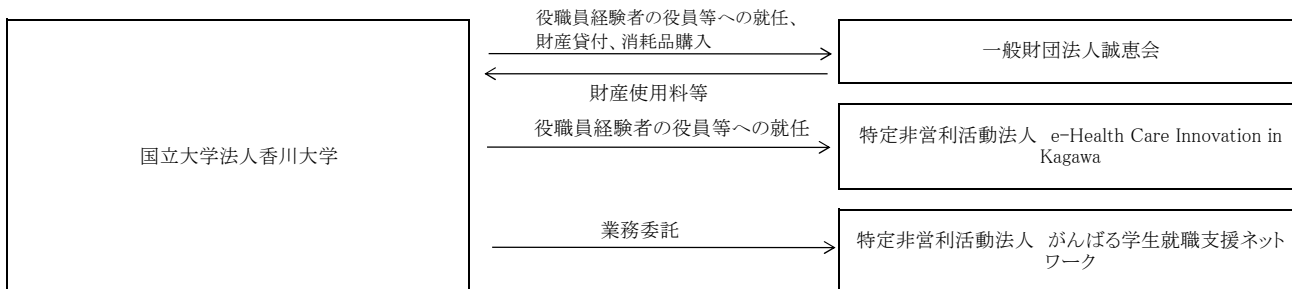 役職員経験者の役員等への就任、
財産貸付、消耗品購入
一般財団法人誠恵会
財産使用料等
国立大学法人香川大学
役職員経験者の役員等への就任
特定非営利活動法人　e-Health Care Innovation in
Kagawa
業務委託
特定非営利活動法人　がんばる学生就職支援ネット
ワーク